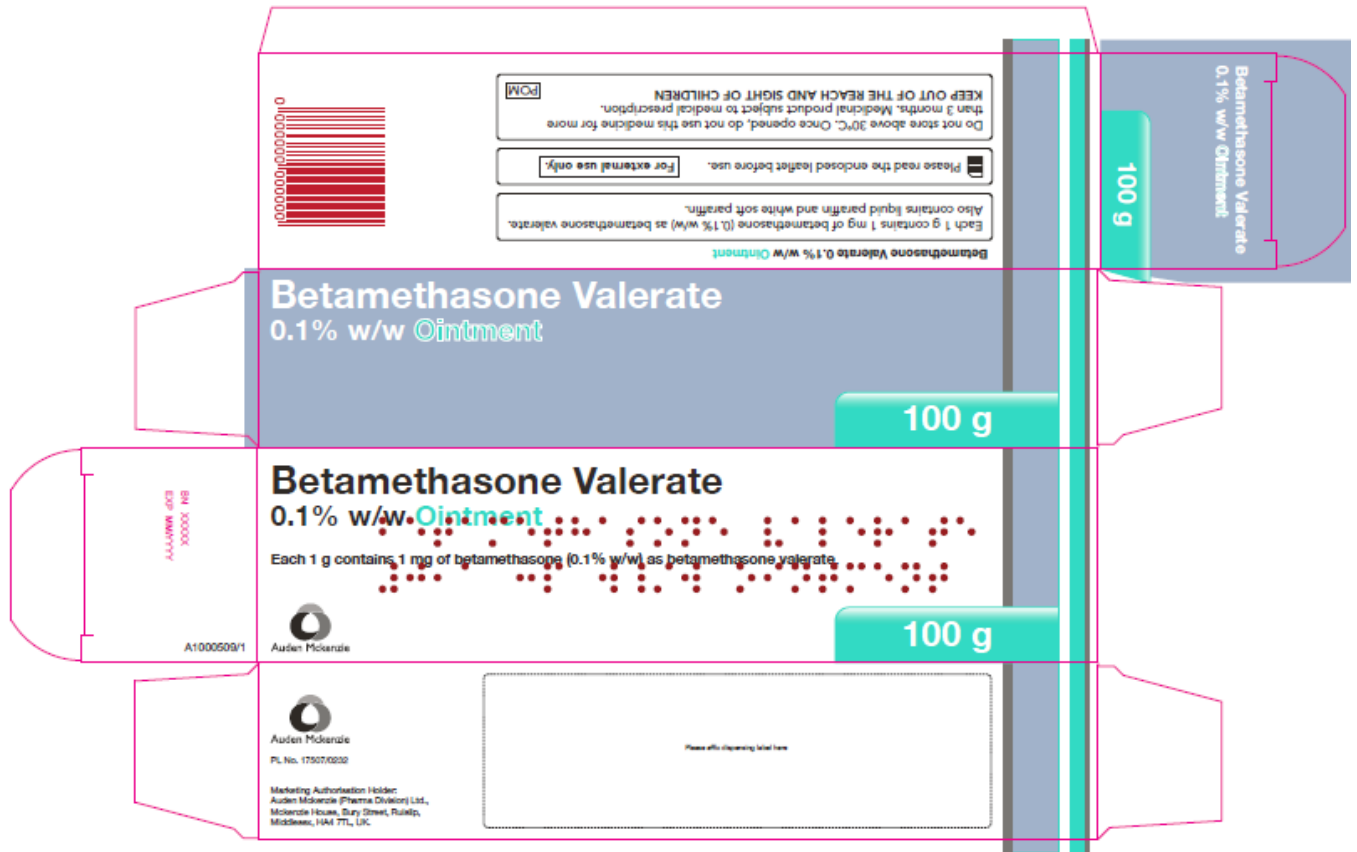 Betamethasone Valerate 0.1% w/w Ointment
Each 1 g contains 1 mg of betamethasone (0.1% w/w) as betamethasone valerate.
Also contains liquid paraffin and white soft paraffin.
Please read the enclosed leaflet before use. For external use only.
Do not store above 30°C. Once opened, do not use this medicine for more
than 3 months. Medicinal product subject to medical prescription.
KEEP OUT OF THE REACH AND SIGHT OF CHILDREN
POM
Betamethasone Valerate
0.1% w/w Ointment
100 g
Betamethasone Valerate
0.1% w/w Ointment
100 g
BN XXXXX
EXP MM/YYYY
A1000509/1
Betamethasone Valerate
0.1% w/w Ointment
Each 1 g contains 1 mg of betamethasone (0.1% w/w) as betamethasone valerate.
Auden Mckenzie
100 g
Auden Mckenzie
PL No. 17507/0232
Marketing Authorisation Holder:
Auden Mckenzie (Pharma Division) Ltd.,
Mckenzie House, Bury Street, Ruislip,
Middlesex, HA4 7TL, UK.
Please affix dispensing label here